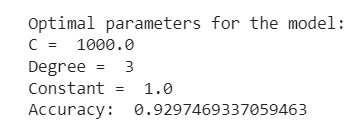 Optimal parameters for the model:
C =  1000.0
Degree =  3
Constant =  1.0
Accuracy:  0.9297469337059463